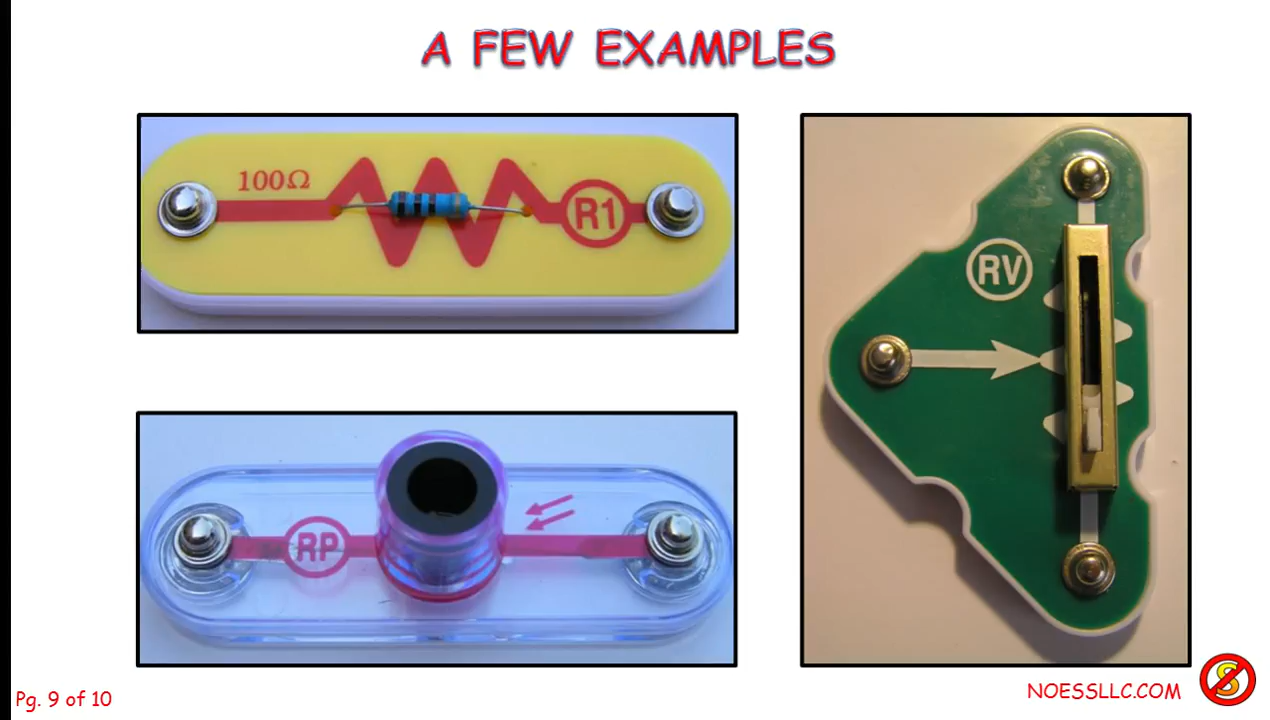 A FEW EXAMPLES
100Ω
R1
RV
RP
Pg. 9 of 10
NOESSLLC.COM
S